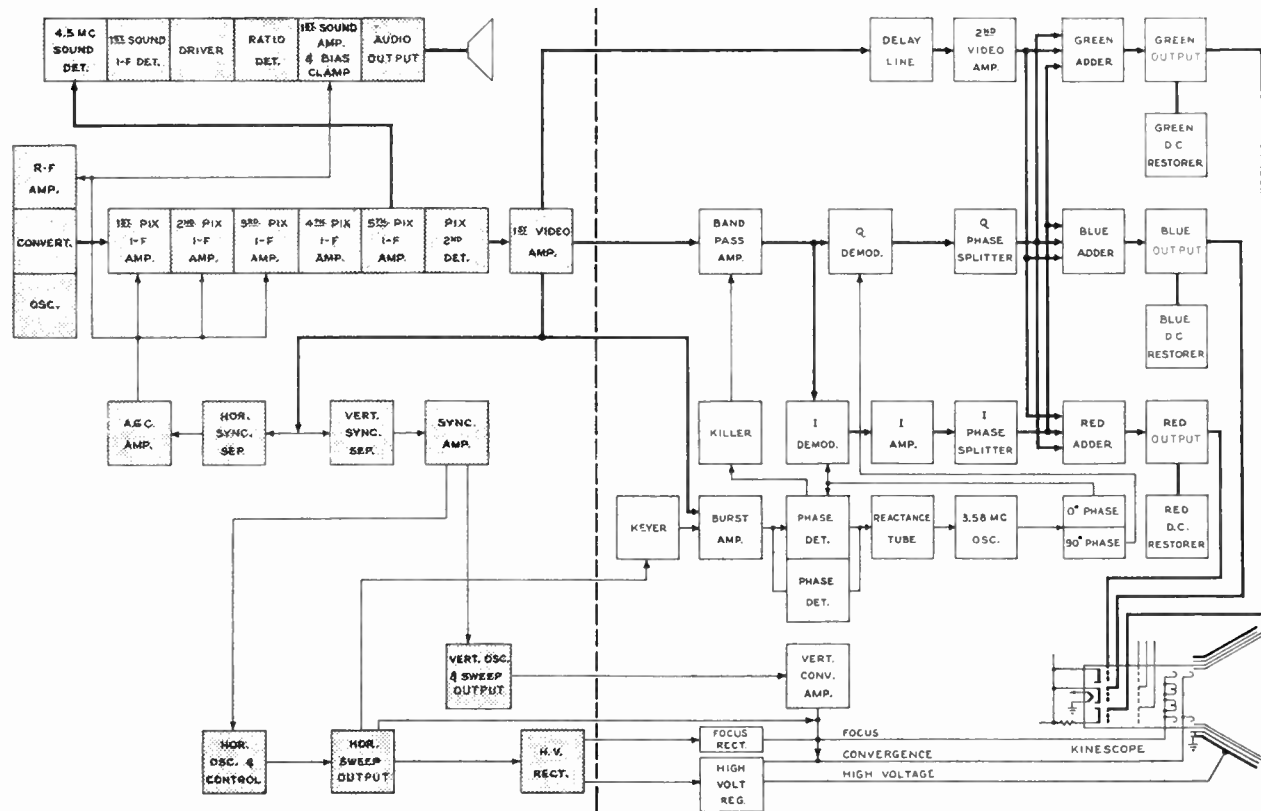 4.5 MC
SOUND
DET.
1ST SOUND
I-F DET.
DRIVER
RATIO
DET.
1ST SOUND
AMP.
& BIAS
CLAMP
AUDIO
OUTPUT
DELAY
LINE
2ND
VIDEO
AMP.
GREEN
ADDER
GREEN
OUTPUT
GREEN
D C
RESTORER
R-F
AMP.
CONVERT.
OSC.
1ST PIX
I-F
AMP.
2ND PIX
I-F
AMP.
3RD PIX
I-F
AMP.
4TH PIX
I-F
AMP.
5TH PIX
I-F
AMP.
PIX
2ND
DET.
1ST VIDEO
AMP.
BAND
PASS
AMP.
Q
DEMOD.
Q
PHASE
SPLITTER
BLUE
ADDER
BLUE
OUTPUT
BLUE
D.C
RESTORER
A.G.C.
AMP.
HOR.
SYNC.
SEP.
VERT.
SYNC.
SEP.
SYNC.
AMP.
KILLER
I
DEMOD.
I
AMP.
I
PHASE
SPLITTER
RED
ADDER
RED
OUTPUT
RED
D.C.
RESTORER
KEYER
BURST
AMP.
PHASE
DET.
PHASE
DET.
REACTANCE
TUBE
3.58 MC
OSC.
0° PHASE
90° PHASE
VERT. OSC.
& SWEEP
OUTPUT
VERT.
CONV.
AMP.
HOR.
OSC. &
CONTROL
HOR.
SWEEP
OUTPUT
H.V.
RECT.
FOCUS
RECT.
HIGH
VOLT
REG.
FOCUS
CONVERGENCE
HIGH VOLTAGE
KINESCOPE